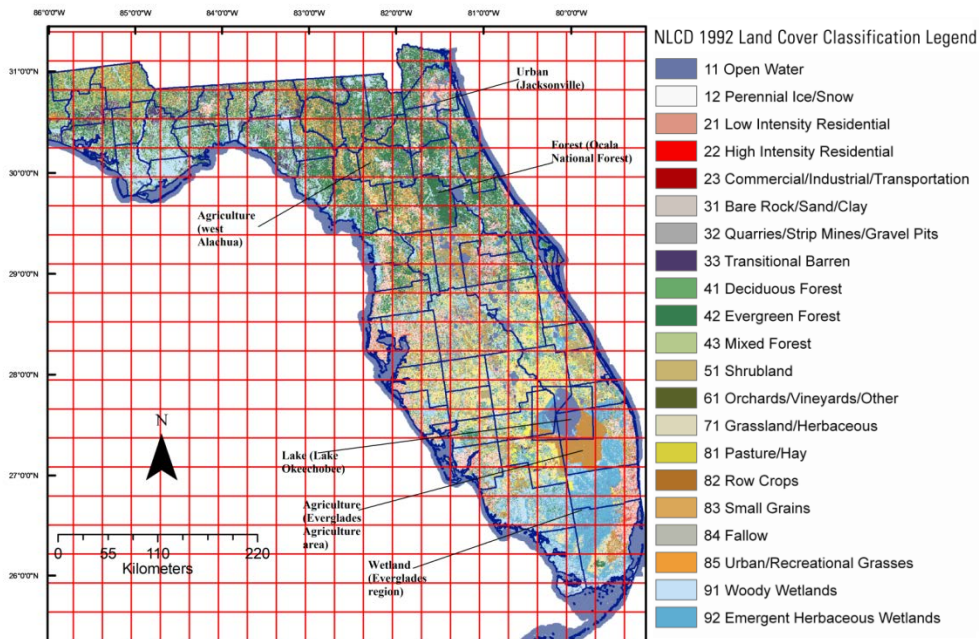 86°0'0"W 85°0'0"W 84°0'0"W 83°0'0"W 82°0'0"W 81°0'0"W 80°0'0"W
31°0'0"N
30°0'0"N
29°0'0"N
28°0'0"N
27°0'0"N
26°0'0"N
Urban
(Jacksonville)
Forest (Ocala
National Forest)
Agriculture
(west
Alachua)
Lake (Lake
Okeechobee)
Agriculture
(Everglades
Agriculture
area)
Wetland
(Everglades
region)
N
0 55 110 220
Kilometers
NLCD 1992 Land Cover Classification Legend
11 Open Water
12 Perennial Ice/Snow
21 Low Intensity Residential
22 High Intensity Residential
23 Commercial/Industrial/Transportation
31 Bare Rock/Sand/Clay
32 Quarries/Strip Mines/Gravel Pits
33 Transitional Barren
41 Deciduous Forest
42 Evergreen Forest
43 Mixed Forest
51 Shrubland
61 Orchards/Vineyards/Other
71 Grassland/Herbaceous
81 Pasture/Hay
82 Row Crops
83 Small Grains
84 Fallow
85 Urban/Recreational Grasses
91 Woody Wetlands
92 Emergent Herbaceous Wetlands